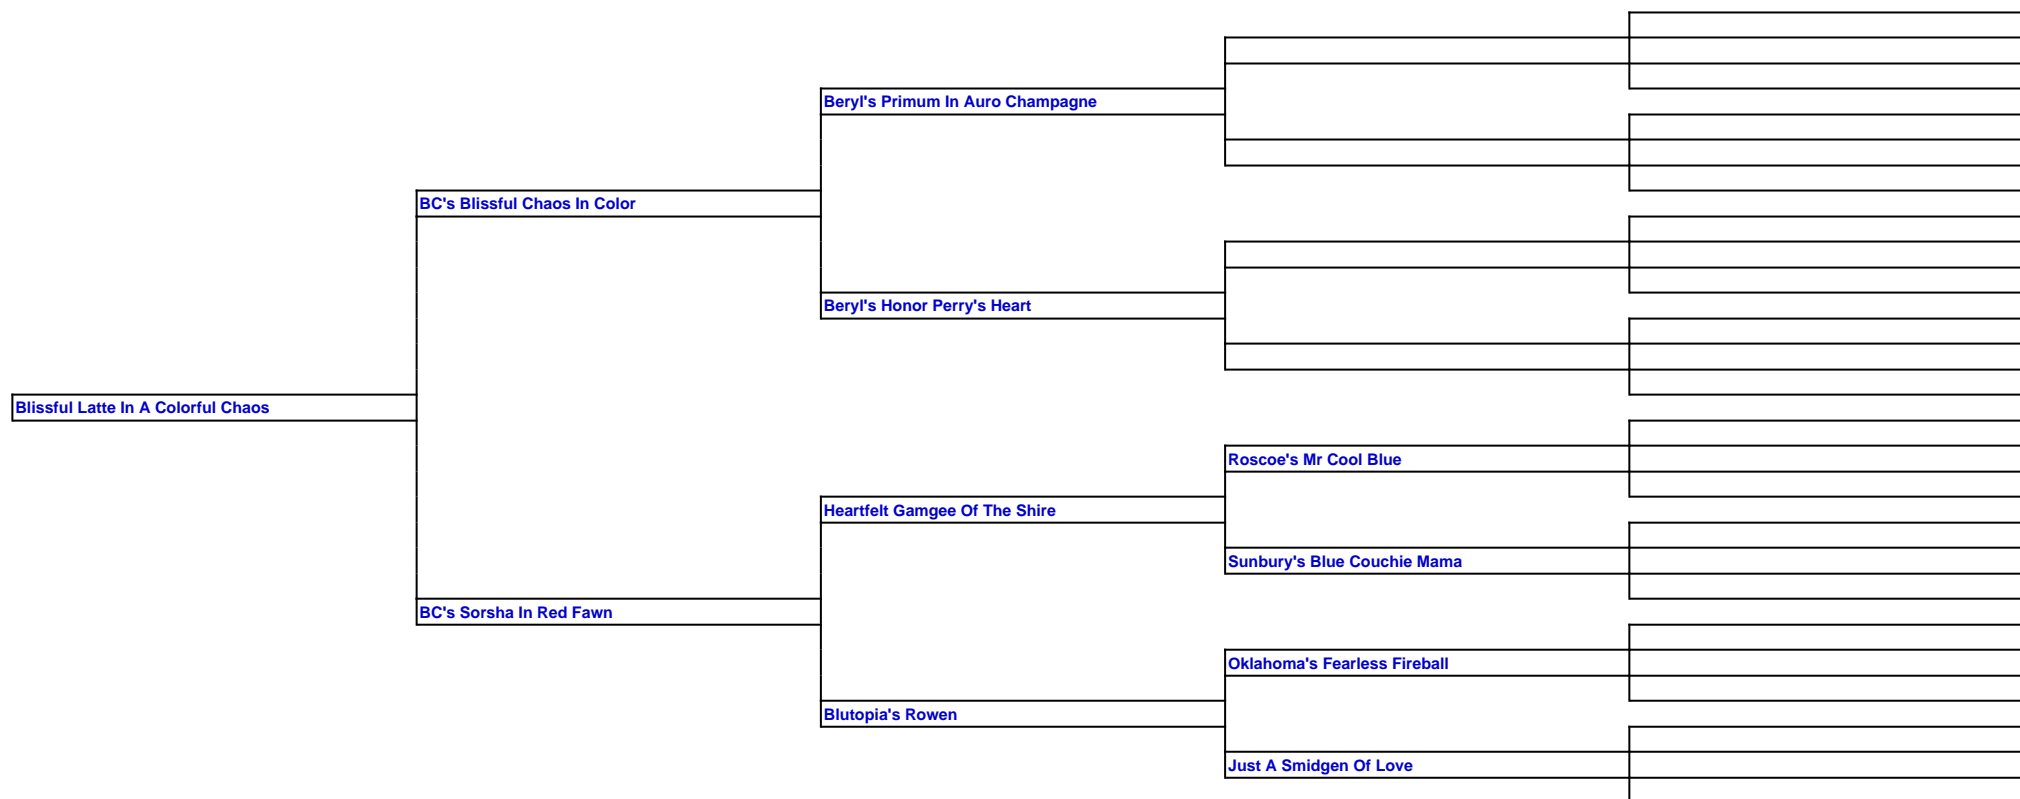 Beryl's Primum In Auro Champagne
BC's Blissful Chaos In Color
Beryl's Honor Perry's Heart
Blissful Latte In A Colorful Chaos
Roscoe's Mr Cool Blue
Heartfelt Gamgee Of The Shire
Sunbury's Blue Couchie Mama
BC's Sorsha In Red Fawn
Oklahoma's Fearless Fireball
Blutopia's Rowen
Just A Smidgen Of Love